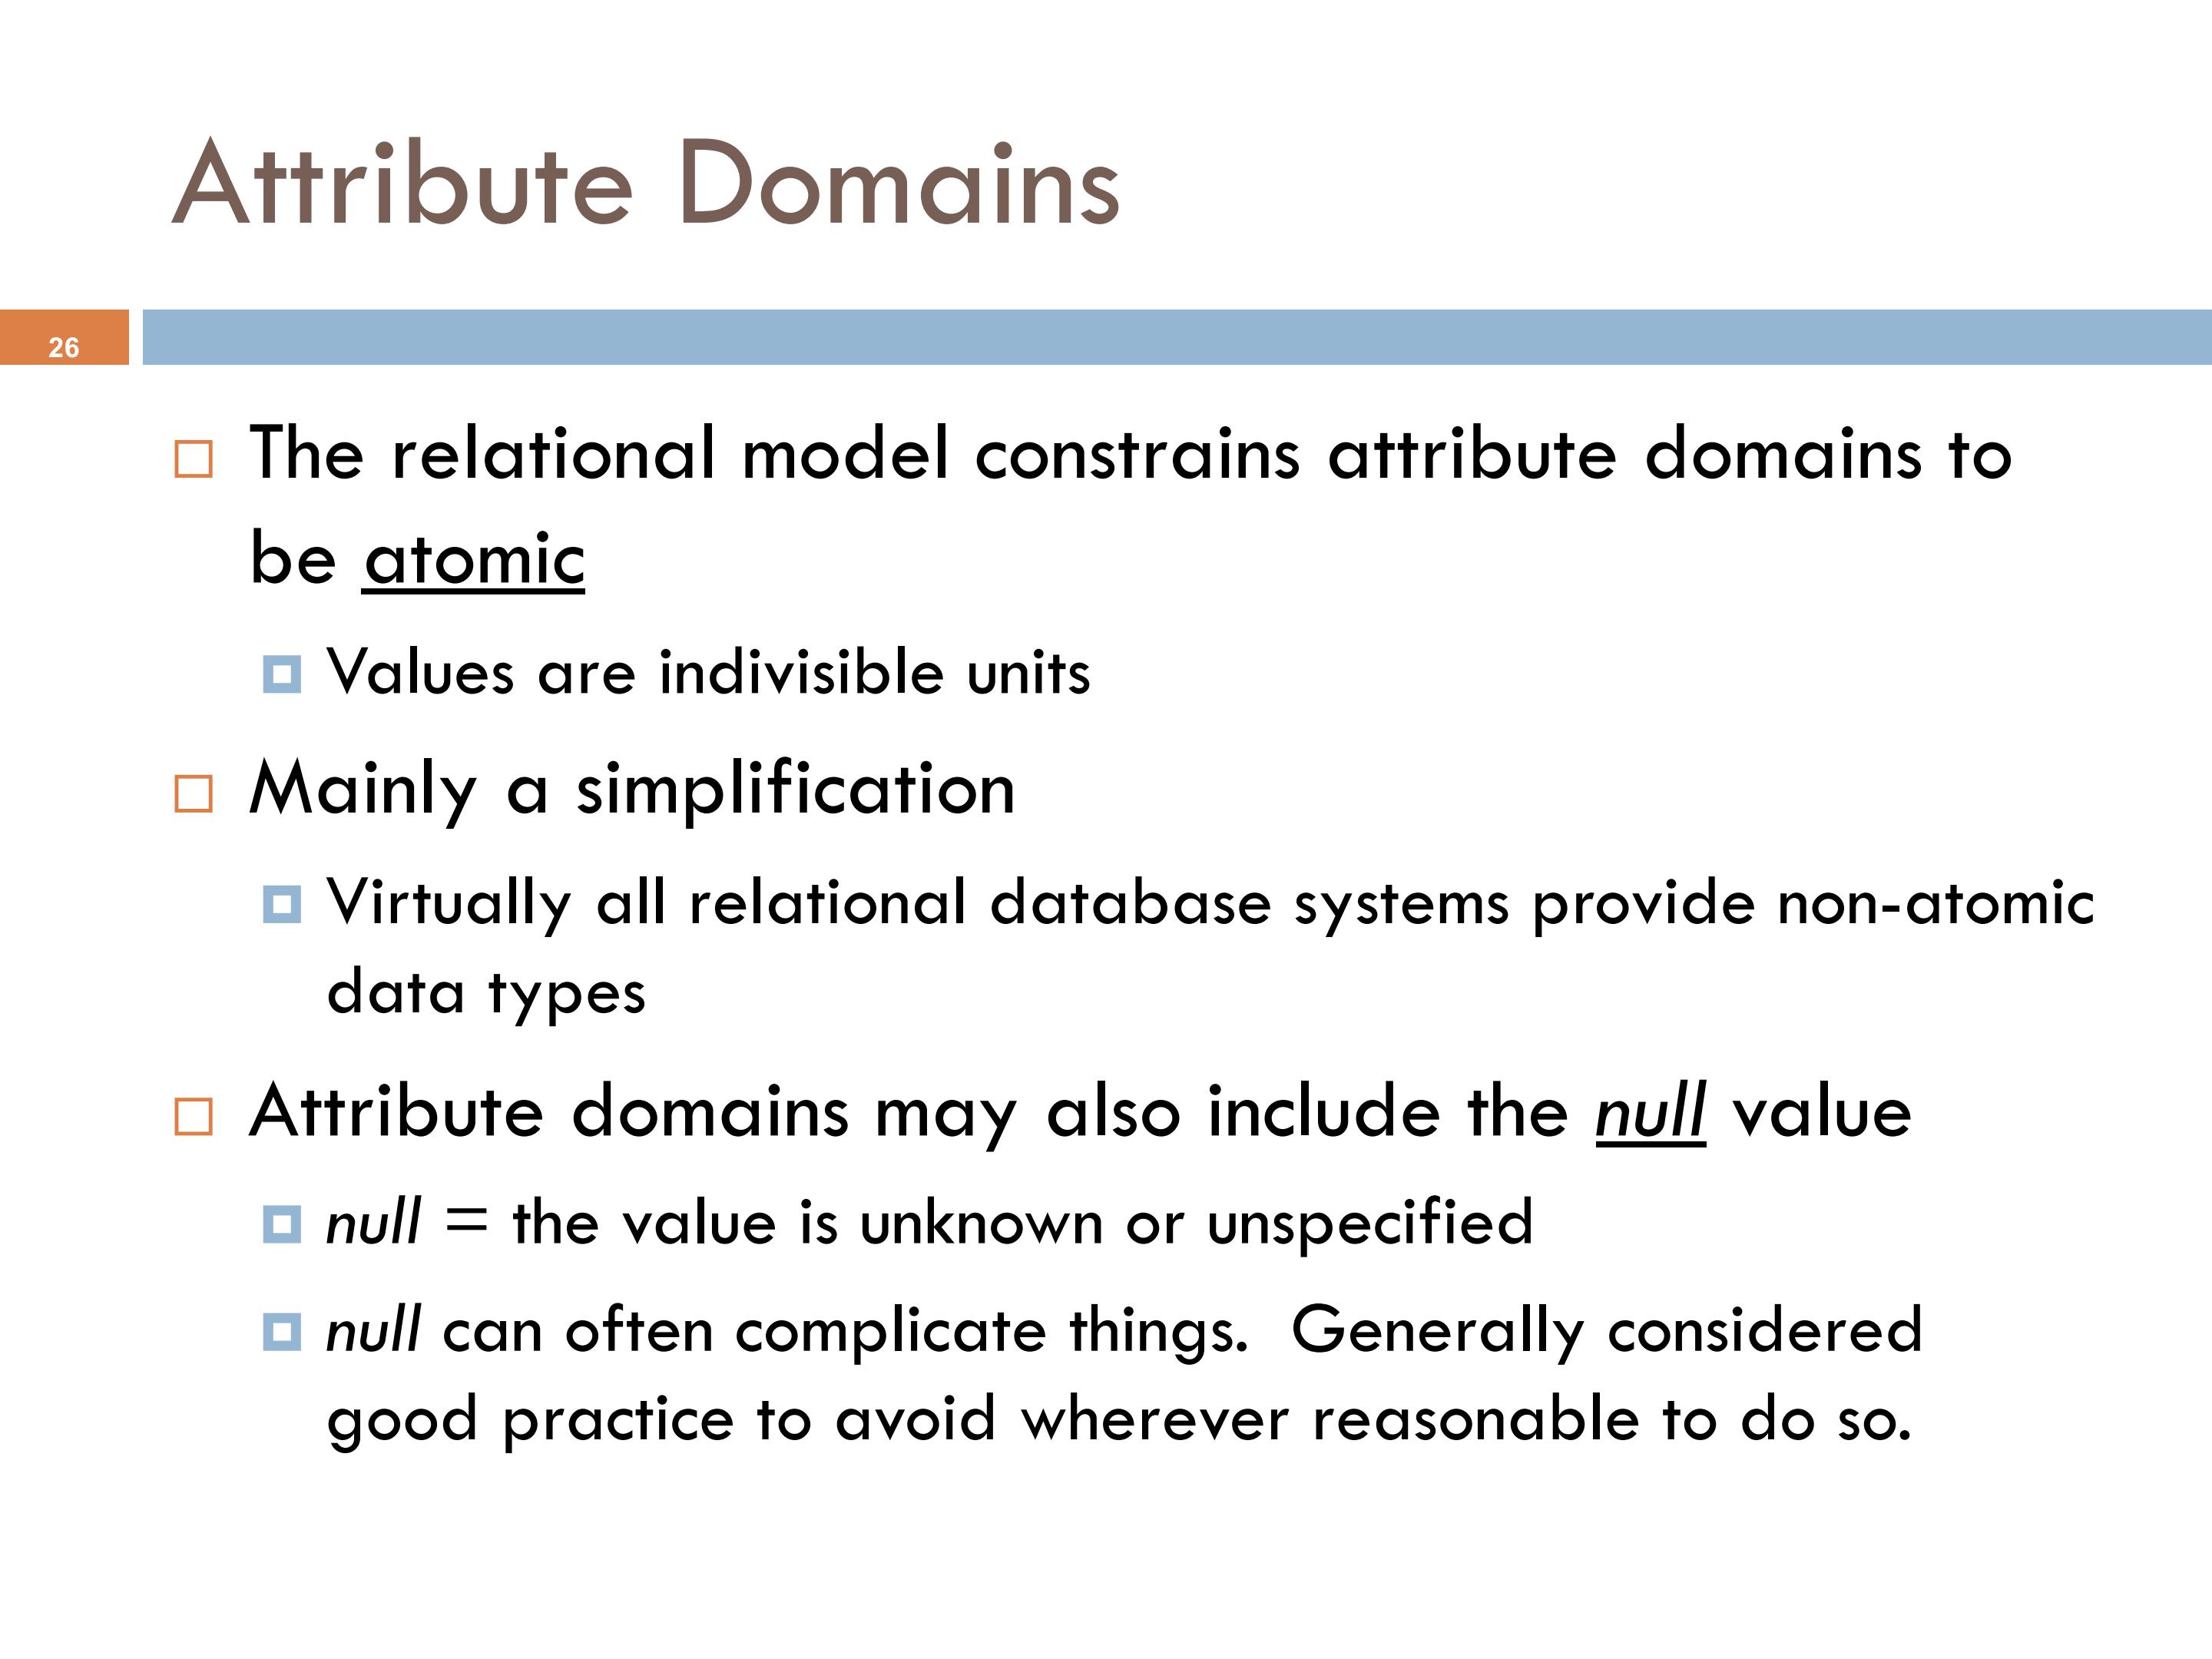 Attribute Domains
26
The relational model constrains attribute domains to
be atomic
Values are indivisible units
Mainly a simplification
Virtually all relational database systems provide non-atomic
data types
Attribute domains may also include the null value
null = the value is unknown or unspecified
null can often complicate things.  Generally considered
good practice to avoid wherever reasonable to do so.